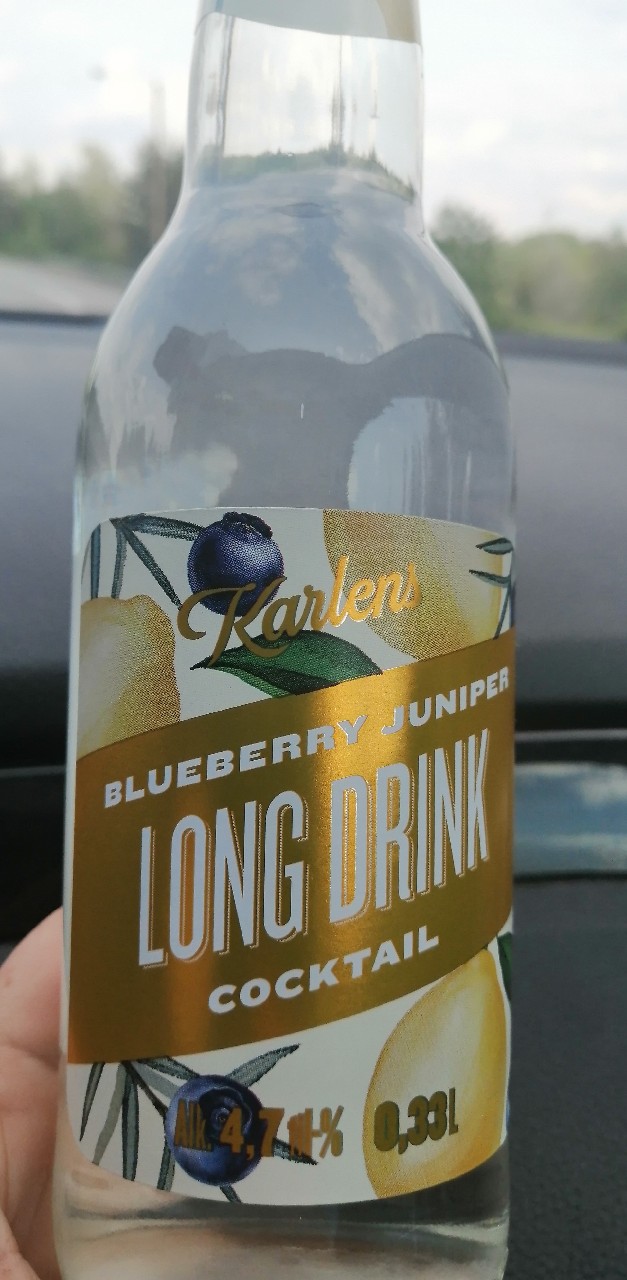 Karlens
BLUEBERRY JUNIPER
LONG DRINK
COCKTAIL
Alk. 4,7 til-% 0,33L